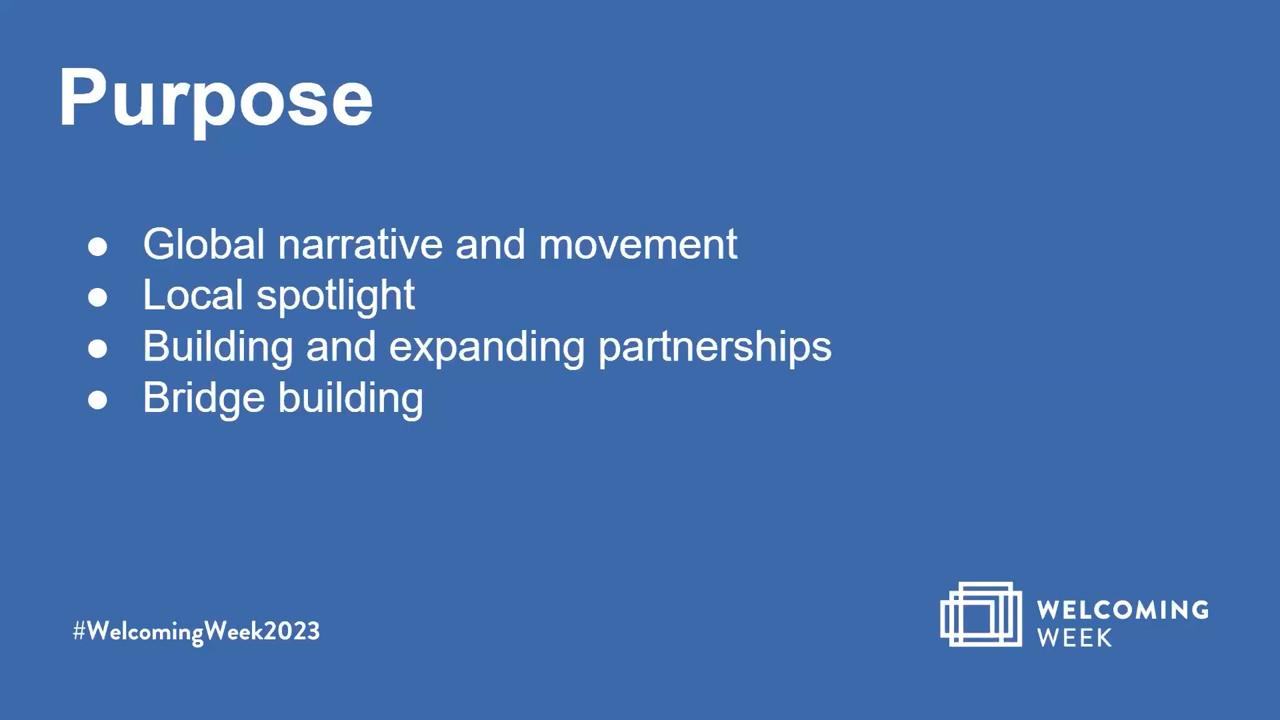 Purpose
● Global narrative and movement
● Local spotlight
● Building and expanding partnerships
● Bridge building
#WelcomingWeek2023
WELCOMING
WEEK